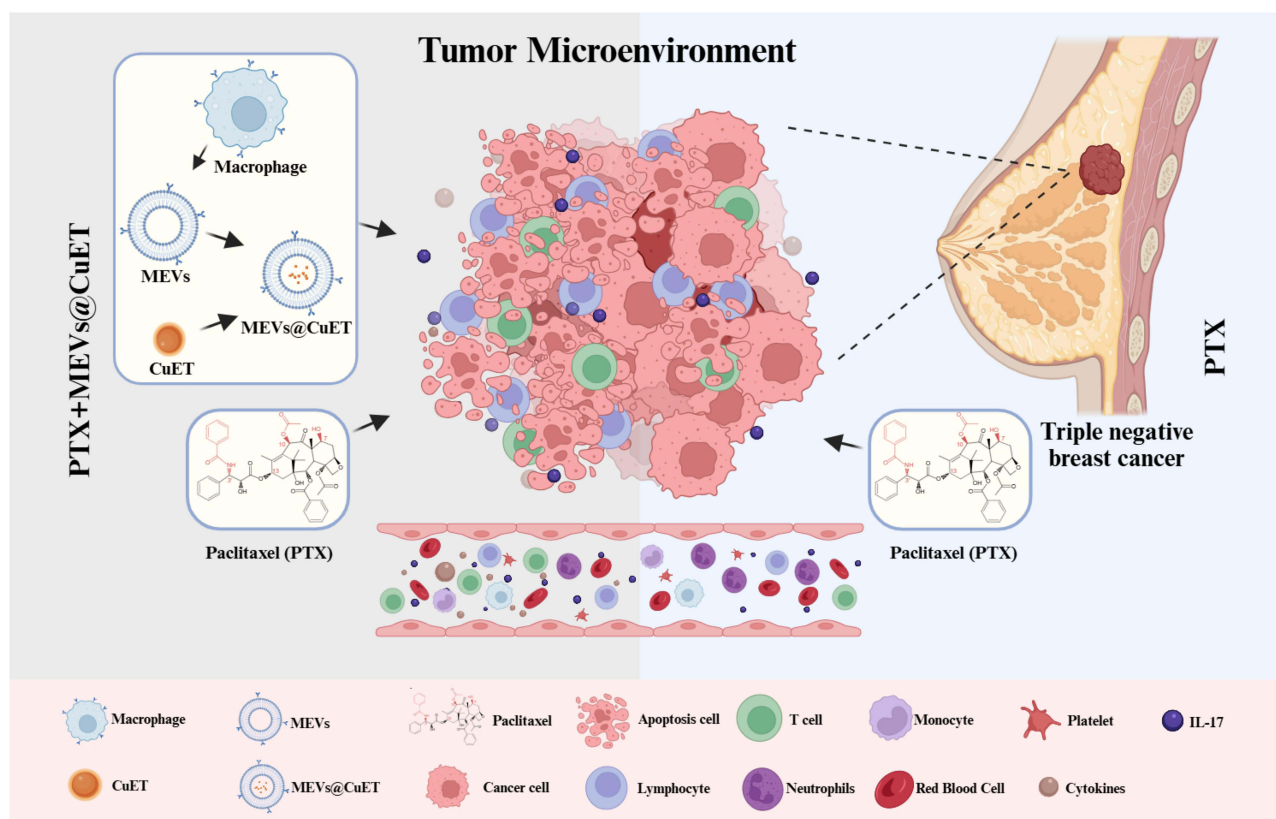 Tumor Microenvironment
PTX+MEVs@CuET
Macrophage
MEVs
MEVs@CuET
CuET
Paclitaxel (PTX)
PTX
Triple negative
breast cancer
Paclitaxel (PTX)
Macrophage
MEVs
Paclitaxel
Apoptosis cell
T cell
Monocyte
Platelet
IL-17
CuET
MEVs@CuET
Cancer cell
Lymphocyte
Neutrophils
Red Blood Cell
Cytokines